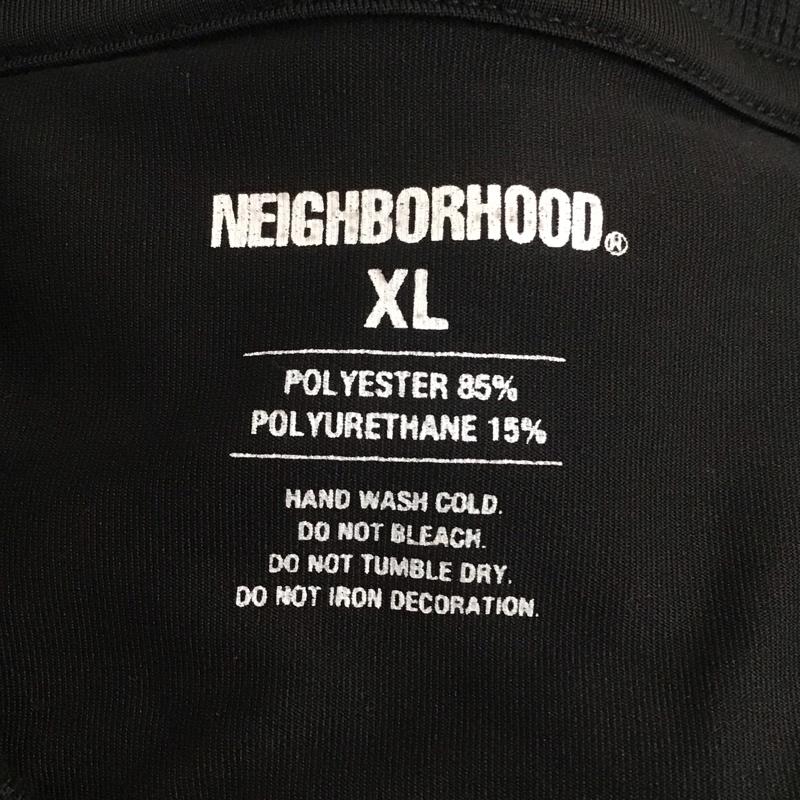 NEIGHBORHOOD®
XL
POLYESTER 85%
POLYURETHANE 15%
HAND WASH COLD.
DO NOT BLEACH.
DO NOT TUMBLE DRY.
DO NOT IRON DECORATION.